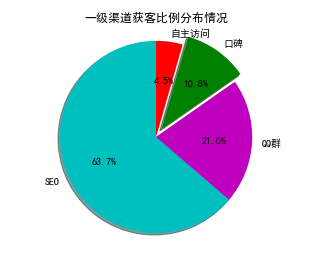 一级渠道获客比例分布情况
自主访问
口碑
4.5%
10.8%
QQ群
21.0%
63.7%
SEO